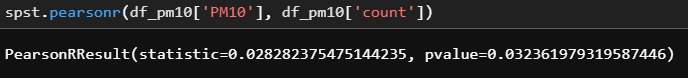 spst.pearsonr(df_pm10['PM10'], df_pm10['count'])
PearsonRResult(statistic=0.028282375475144235, pvalue=0.032361979319587446)